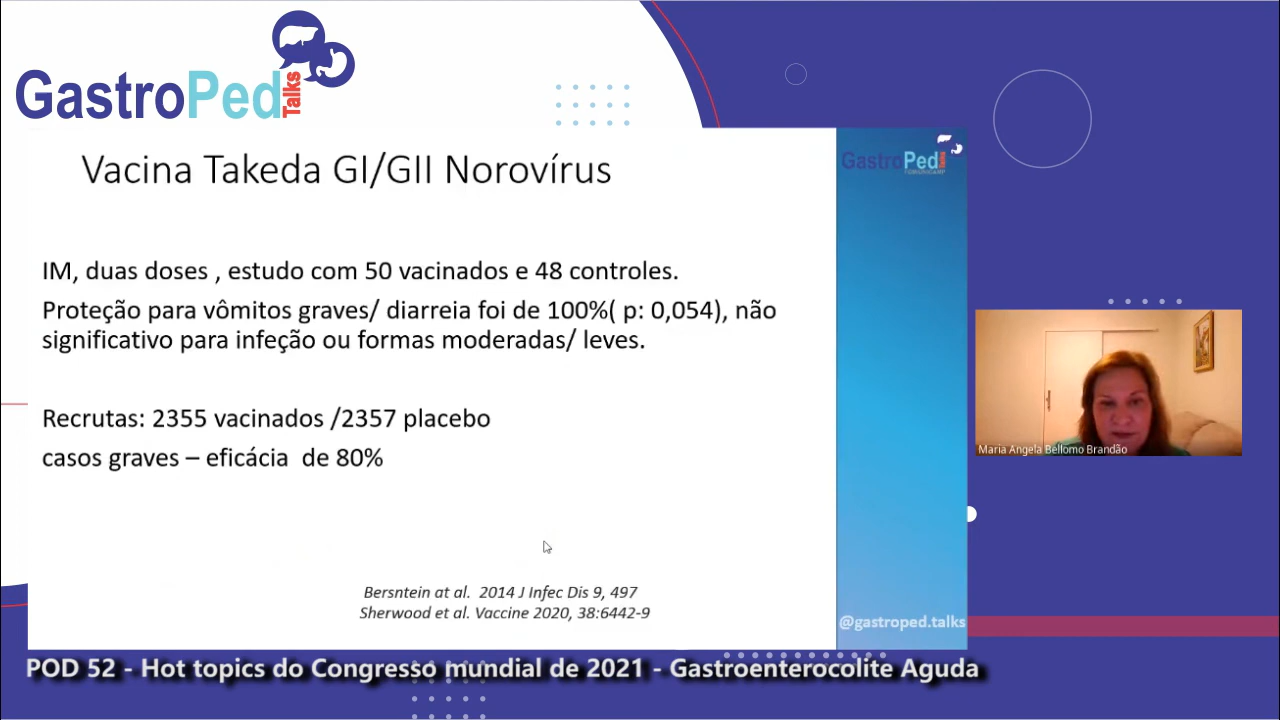 GastroPed Talks
Vacina Takeda GI/GII Norovírus
GastroPed
IM, duas doses , estudo com 50 vacinados e 48 controles.
Proteção para vômitos graves/ diarreia foi de 100%( p: 0,054), não
significativo para infeção ou formas moderadas/ leves.
Recrutas: 2355 vacinados /2357 placebo
casos graves – eficácia de 80%
Maria Angela Bellomo Brandão
Bersntein at al. 2014 J Infec Dis 9, 497
Sherwood et al. Vaccine 2020, 38:6442-9
@gastroped.talks
POD 52 - Hot topics do Congresso mundial de 2021 - Gastroenterocolite Aguda